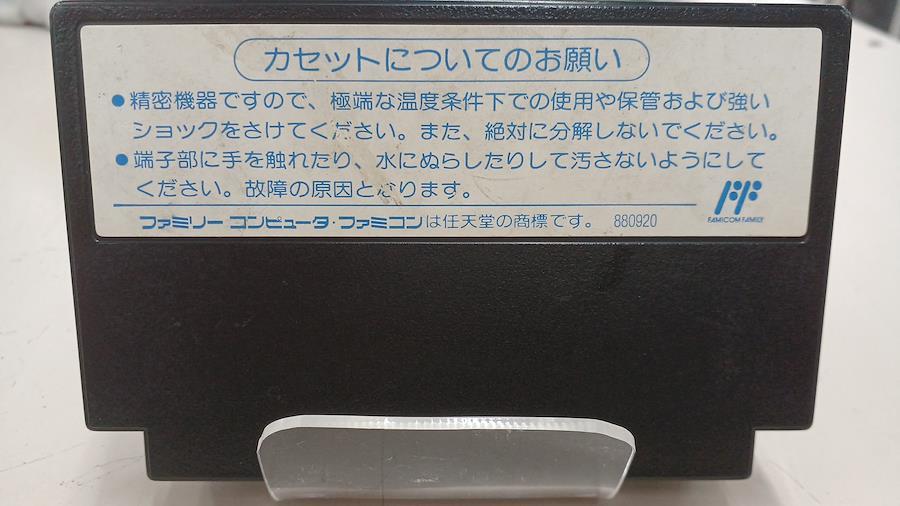 カセットについてのお願い
●精密機器ですので、極端な温度条件下での使用や保管および強い
ショックをさけてください。また、絶対に分解しないでください。
●端子部に手を触れたり、水にぬらしたりして汚さないようにして
ください。故障の原因となります。
ファミリーコンピュータ・ファミコンは任天堂の商標です。 880920
FAMICOM FAMILY